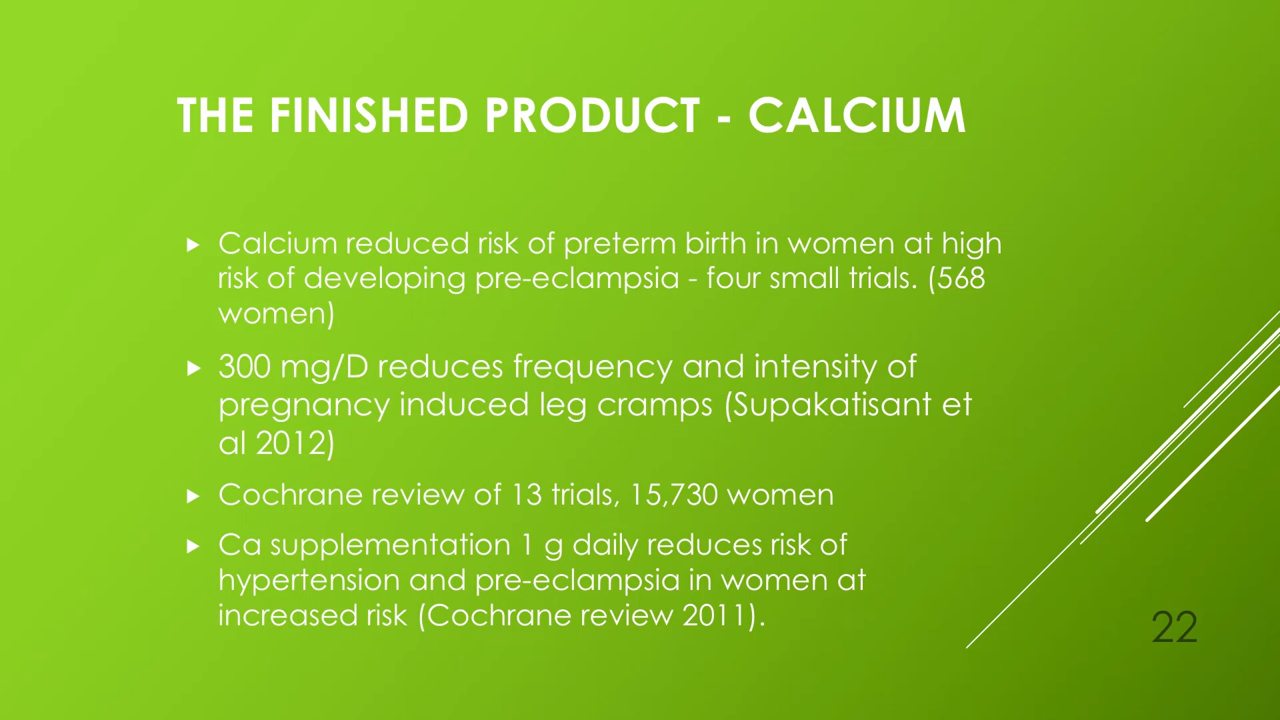 THE FINISHED PRODUCT - CALCIUM
Calcium reduced risk of preterm birth in women at high
risk of developing pre-eclampsia - four small trials. (568
women)
300 mg/D reduces frequency and intensity of
pregnancy induced leg cramps (Supakatisant et
al 2012)
Cochrane review of 13 trials, 15,730 women
Ca supplementation 1 g daily reduces risk of
hypertension and pre-eclampsia in women at
increased risk (Cochrane review 2011).
22